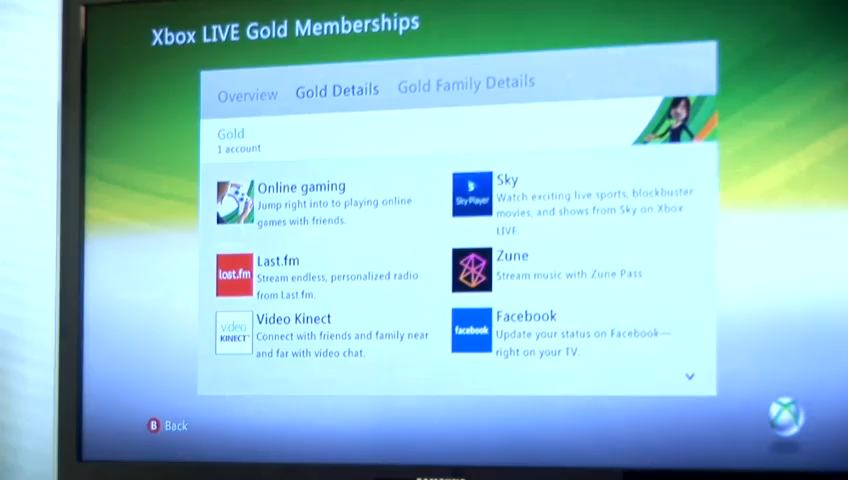 Xbox LIVE Gold Memberships
Overview Gold Details Gold Family Details
Gold
1 account
Online gaming
Jump right into to playing online
games with friends.
Sky Player
Sky
Watch exciting live sports, blockbuster
movies, and shows from Sky on Xbox
LIVE.
lost.fm
Last.fm
Stream endless, personalized radio
from Last.fm.
Zune
Stream music with Zune Pass
video
KINECT
Video Kinect
Connect with friends and family near
and far with video chat.
facebook
Facebook
Update your status on Facebook—
right on your TV.
B Back
SAMSUNG